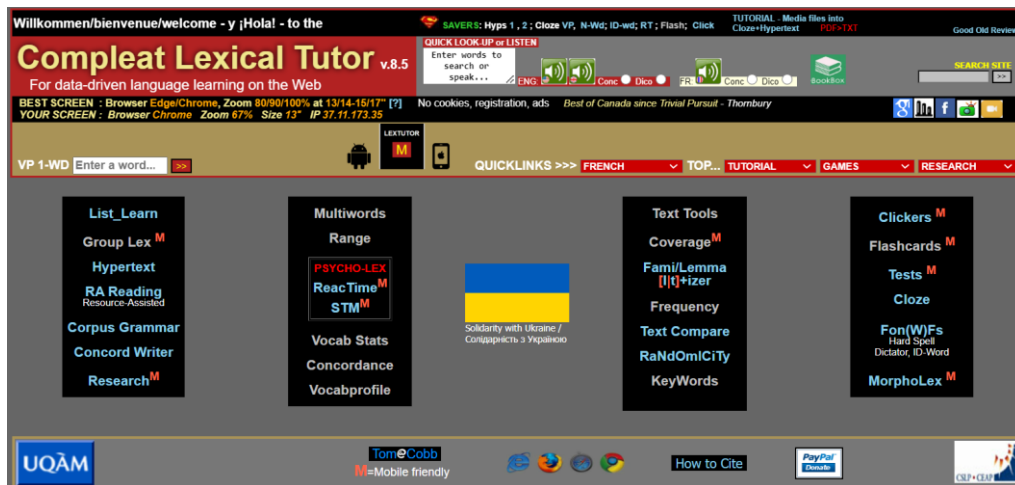 Willkommen/bienvenue/welcome - y ¡Hola! - to the
SAVERS: Hyps 1 , 2 ; Cloze VP, N-Wd; ID-wd; RT ; Flash; Click
TUTORIAL - Media files into
Cloze+Hypertext PDF>TXT
Good Old Review
Compleat Lexical Tutor v.8.5
For data-driven language learning on the Web
QUICK LOOK-UP or LISTEN
Enter words to
search or
speak...
ENG:
Conc Dico
FR:
Conc Dico
BookBox
SEARCH SITE
>>
BEST SCREEN : Browser Edge/Chrome, Zoom 80/90/100% at 13/14-15/17" [?]
YOUR SCREEN : Browser Chrome Zoom 67% Size 13" IP 37.11.173.35
No cookies, registration, ads Best of Canada since Trivial Pursuit - Thornbury
VP 1-WD Enter a word... >>
LEXTUTOR
M
QUICKLINKS >>> FRENCH TOP... TUTORIAL GAMES RESEARCH
List_Learn
Group Lex M
Hypertext
RA Reading
Resource-Assisted
Corpus Grammar
Concord Writer
Research M
Multiwords
Range
PSYCHO-LEX
ReacTime M
STM M
Vocab Stats
Concordance
Vocabprofile
Solidarity with Ukraine /
Солідарність з Україною
Text Tools
Coverage M
Fami/Lemma
[l|t]+izer
Frequency
Text Compare
RaNdOmICiTy
KeyWords
Clickers M
Flashcards M
Tests M
Cloze
Fon(W)Fs
Hard Spell
Dictator, ID-Word
MorphoLex M
UQÀM
Tom@Cobb
M=Mobile friendly
How to Cite
PayPal
Donate
CSLP • CEAP